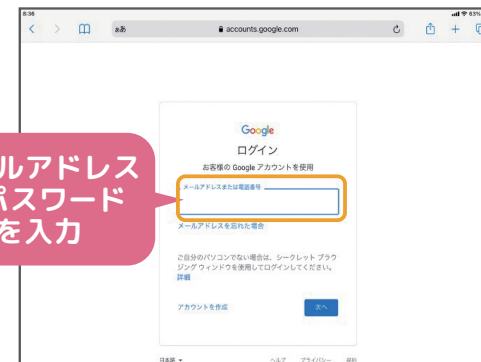 8:36
63%
ああ
accounts.google.com
Google
ログイン
お客様の Google アカウントを使用
メールアドレスまたは電話番号
ルアドレス
パスワード
を入力
メールアドレスを忘れた場合
ご自分のパソコンでない場合は、シークレット ブラウ
ジング ウィンドウを使用してログインしてください。
詳細
アカウントを作成
次へ
日本語
ヘルプ
プライバシー
規約